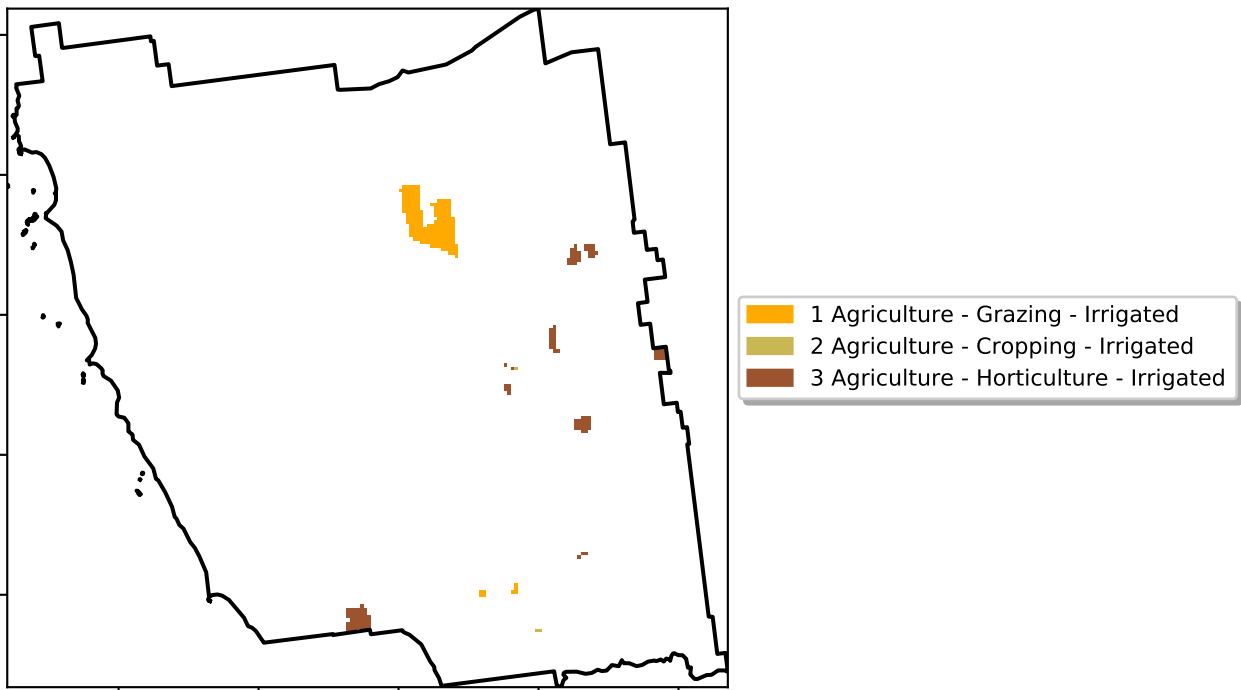 1 Agriculture - Grazing - Irrigated
2 Agriculture - Cropping - Irrigated
3 Agriculture - Horticulture - Irrigated